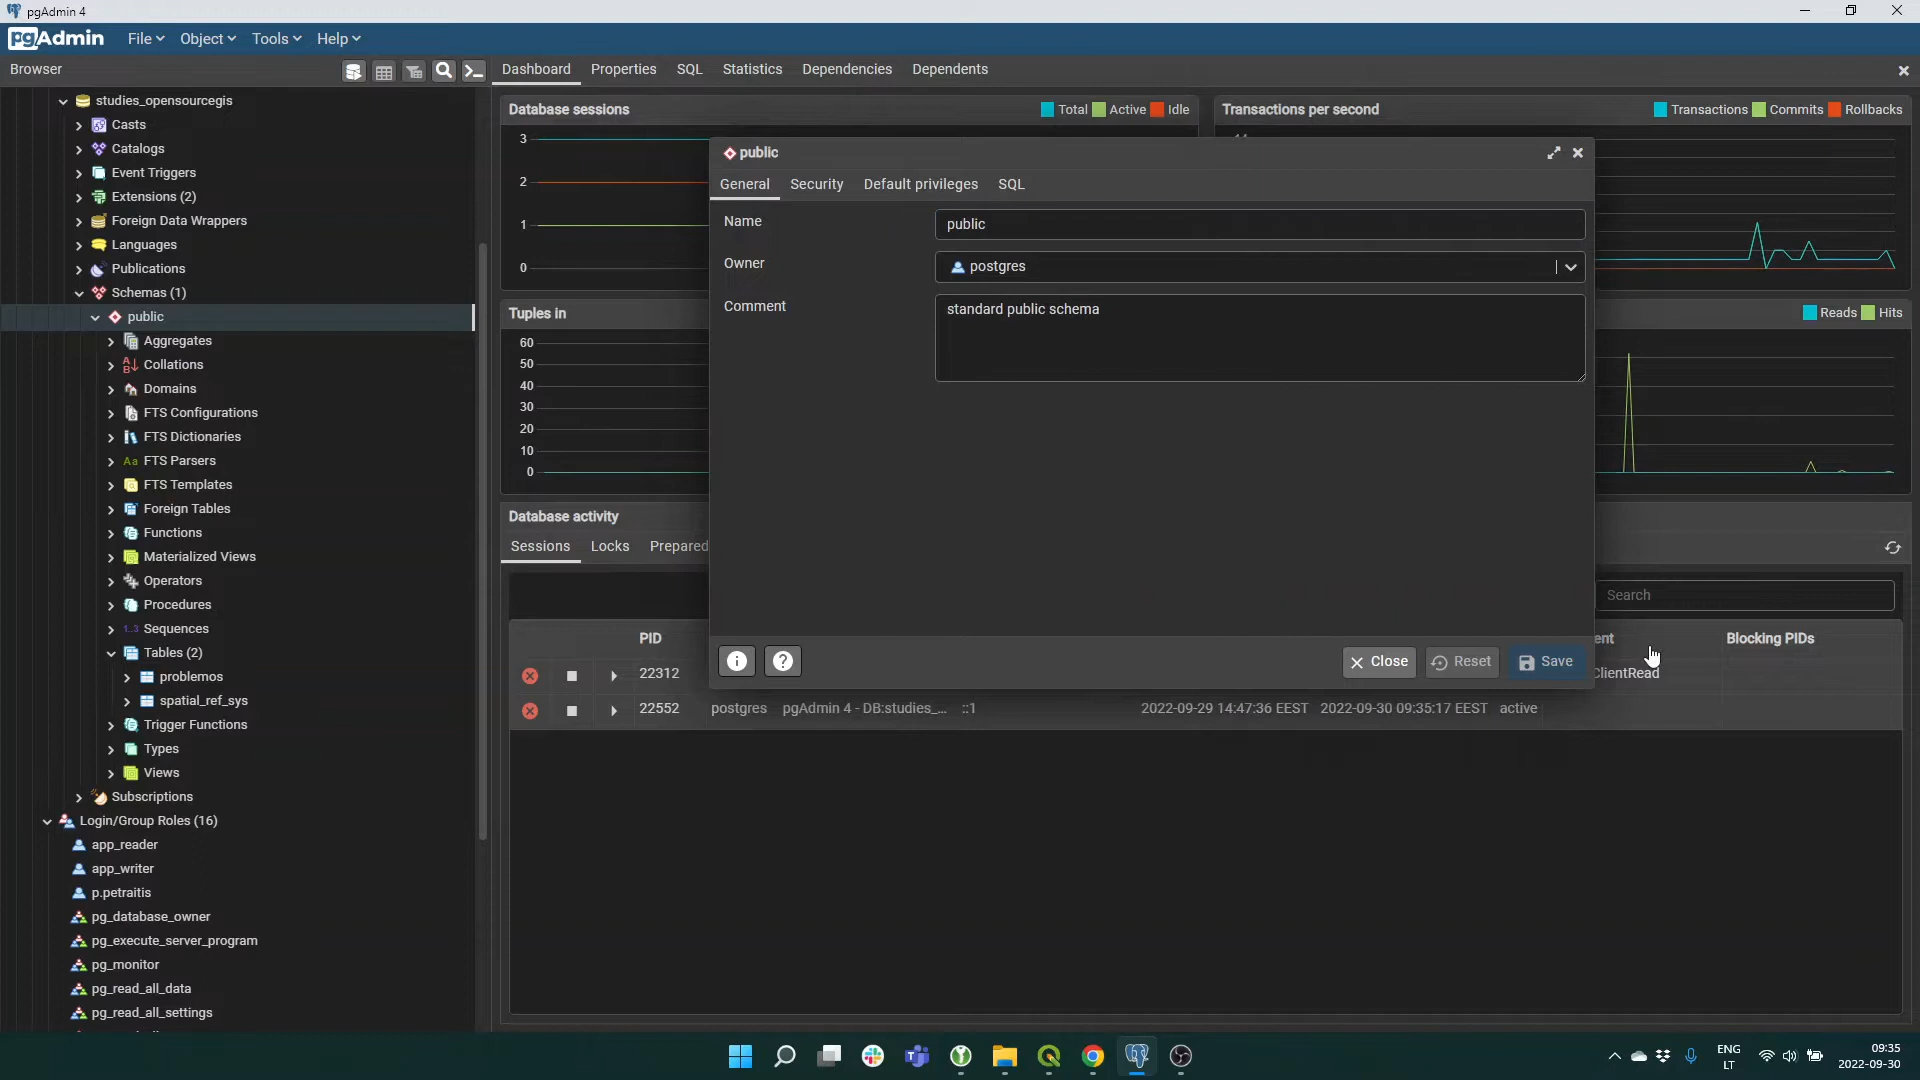 pgAdmin 4
pgAdmin File Object Tools Help
Browser
Dashboard Properties SQL Statistics Dependencies Dependents
studies_opensourcegis
Casts
Catalogs
Event Triggers
Extensions (2)
Foreign Data Wrappers
Languages
Publications
Schemas (1)
public
Aggregates
Collations
Domains
FTS Configurations
FTS Dictionaries
Aa FTS Parsers
FTS Templates
Foreign Tables
Functions
Materialized Views
Operators
Procedures
1..3 Sequences
Tables (2)
problemos
spatial_ref_sys
Trigger Functions
Types
Views
Subscriptions
Login/Group Roles (16)
app_reader
app_writer
p.petraitis
pg_database_owner
pg_execute_server_program
pg_monitor
pg_read_all_data
pg_read_all_settings
Database sessions Total Active Idle
3
2
1
0
Transactions per second Transactions Commits Rollbacks
Tuples in
60
50
40
30
20
10
0
Reads Hits
public
General Security Default privileges SQL
Name public
Owner postgres
Comment standard public schema
Close Reset Save
Database activity
Sessions Locks Prepared
Search
PID ent Blocking PIDs
22312 ClientRead
22552 postgres pgAdmin 4 - DB:studies_... ::1 2022-09-29 14:47:36 EEST 2022-09-30 09:35:17 EEST active
ENG
LT
09:35
2022-09-30